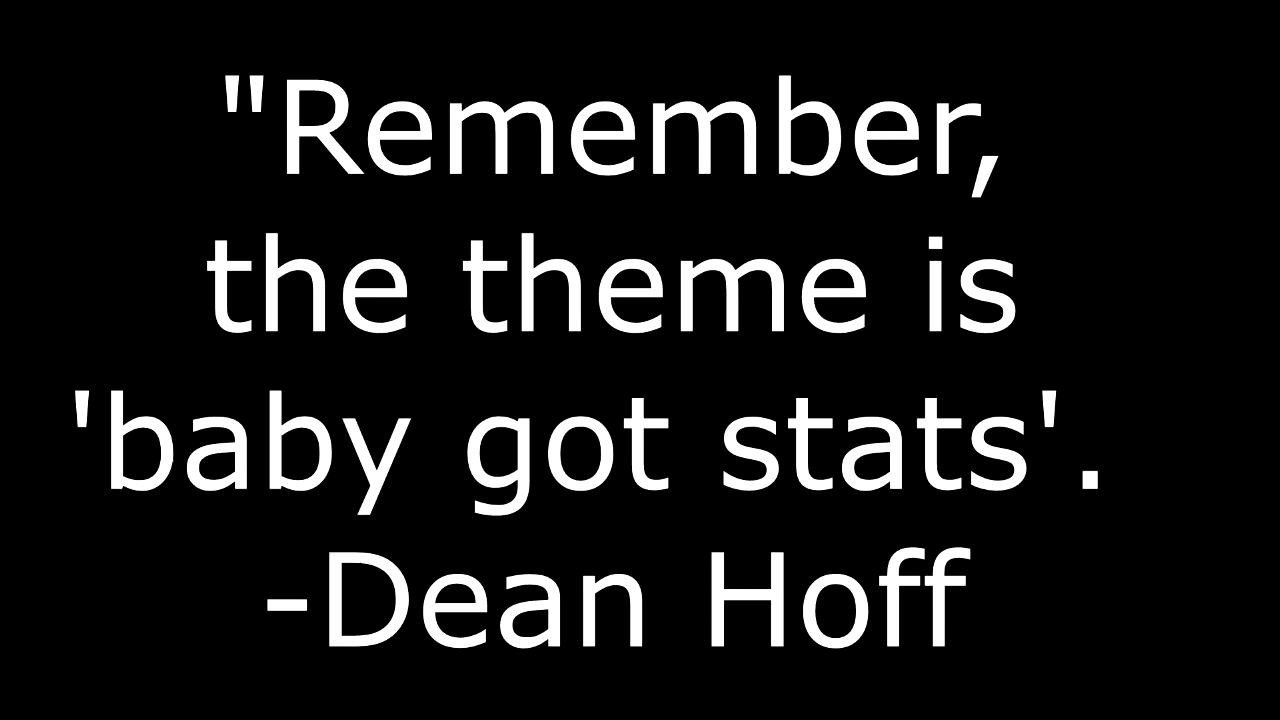 "Remember,
the theme is
'baby got stats'.
-Dean Hoff